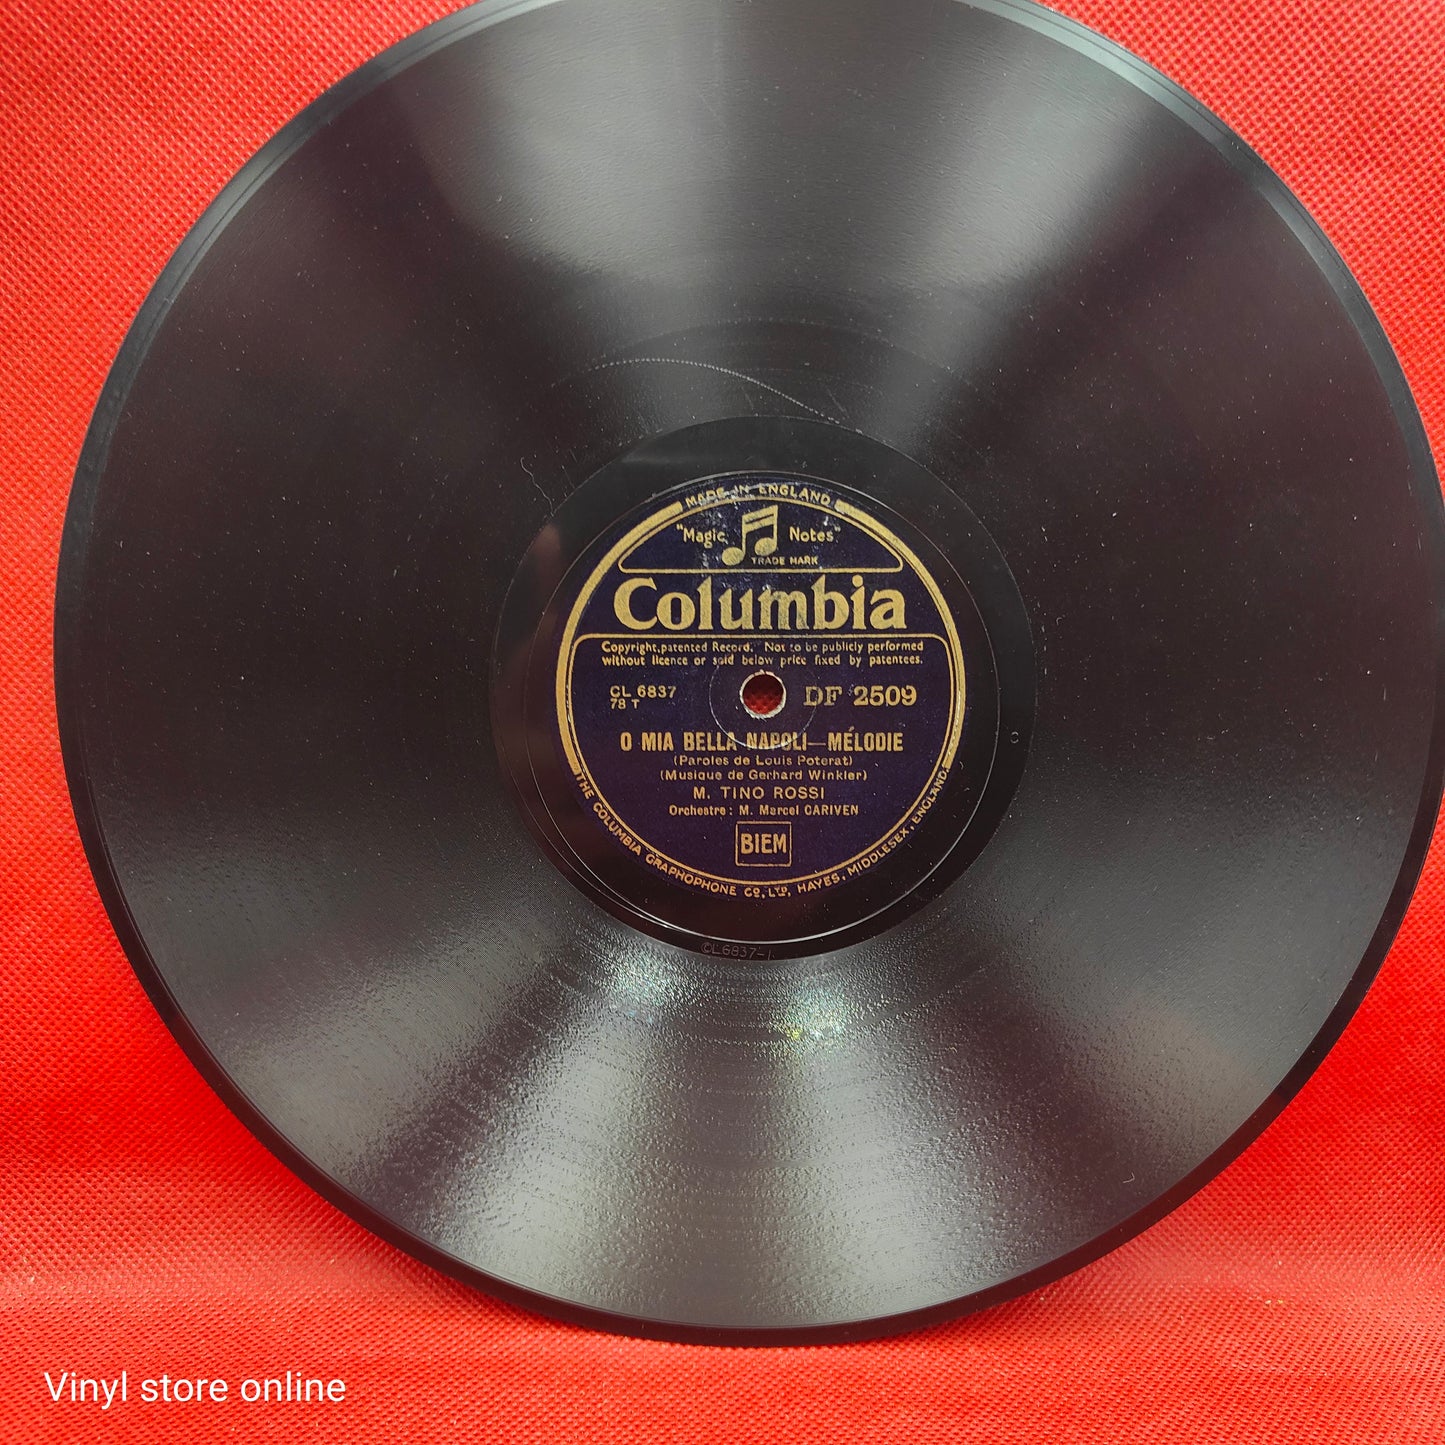 MADE IN ENGLAND
"Magic Notes"
TRADE MARK
Columbia
Copyright, patented Record. Not to be publicly performed
without licence or sold below price fixed by patentees.
CL 6837
78 T
DF 2509
O MIA BELLA NAPOLI—MÉLODIE
(Paroles de Louis Poterat)
(Musique de Gerhard Winkler)
M. TINO ROSSI
Orchestre: M. Marcel CARIVEN
BIEM
THE COLUMBIA GRAPHOPHONE CO., LTD, HAYES, MIDDLESEX, ENGLAND.
CL6837-1
Vinyl store online